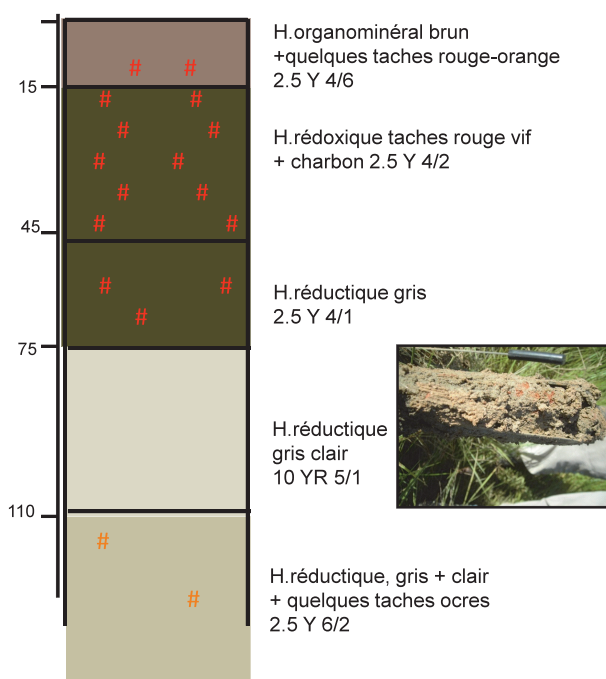 H.organominéral brun
+quelques taches rouge-orange
2.5 Y 4/6
15
H.rédoxique taches rouge vif
+ charbon 2.5 Y 4/2
45
H.réductique gris
2.5 Y 4/1
75
H.réductique
gris clair
10 YR 5/1
110
H.réductique, gris + clair
+ quelques taches ocres
2.5 Y 6/2